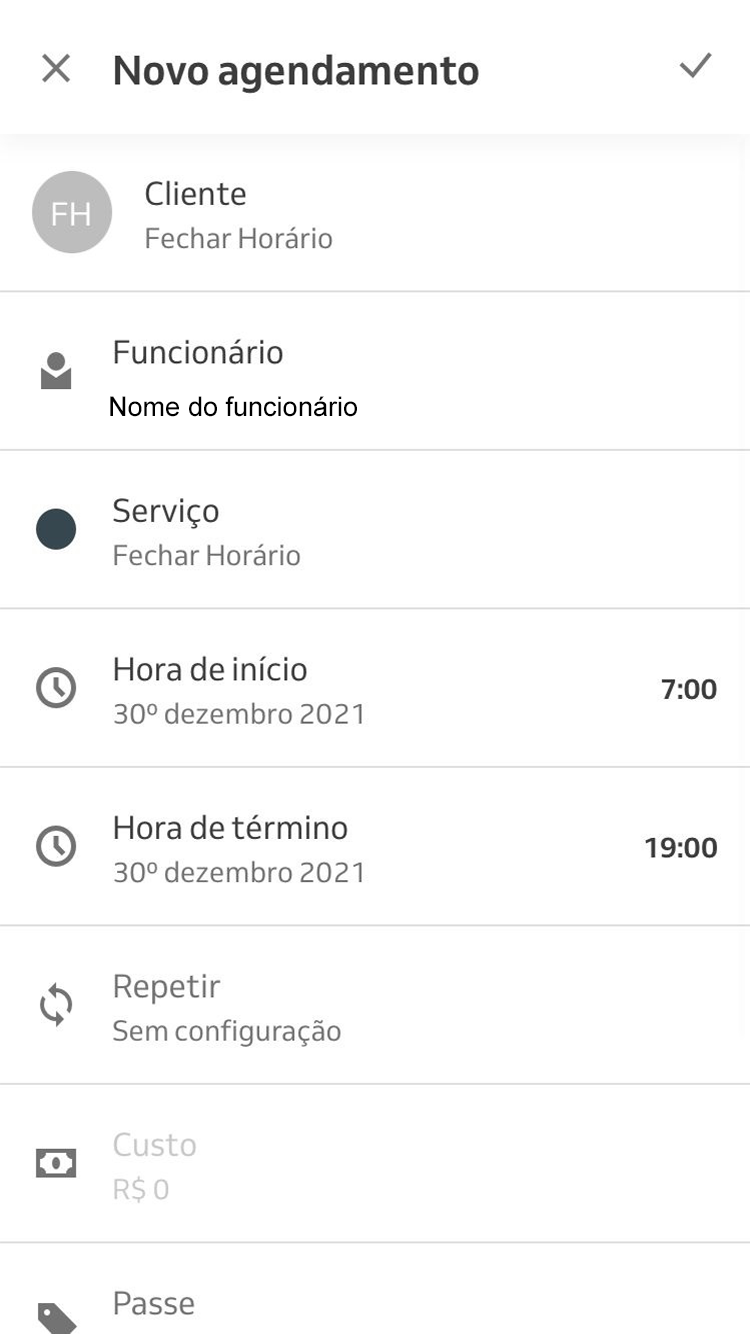 Novo agendamento
FH
Cliente
Fechar Horário
Funcionário
Nome do funcionário
Serviço
Fechar Horário
Hora de início
30º dezembro 2021
7:00
Hora de término
30º dezembro 2021
19:00
Repetir
Sem configuração
Custo
R$ 0
Passe